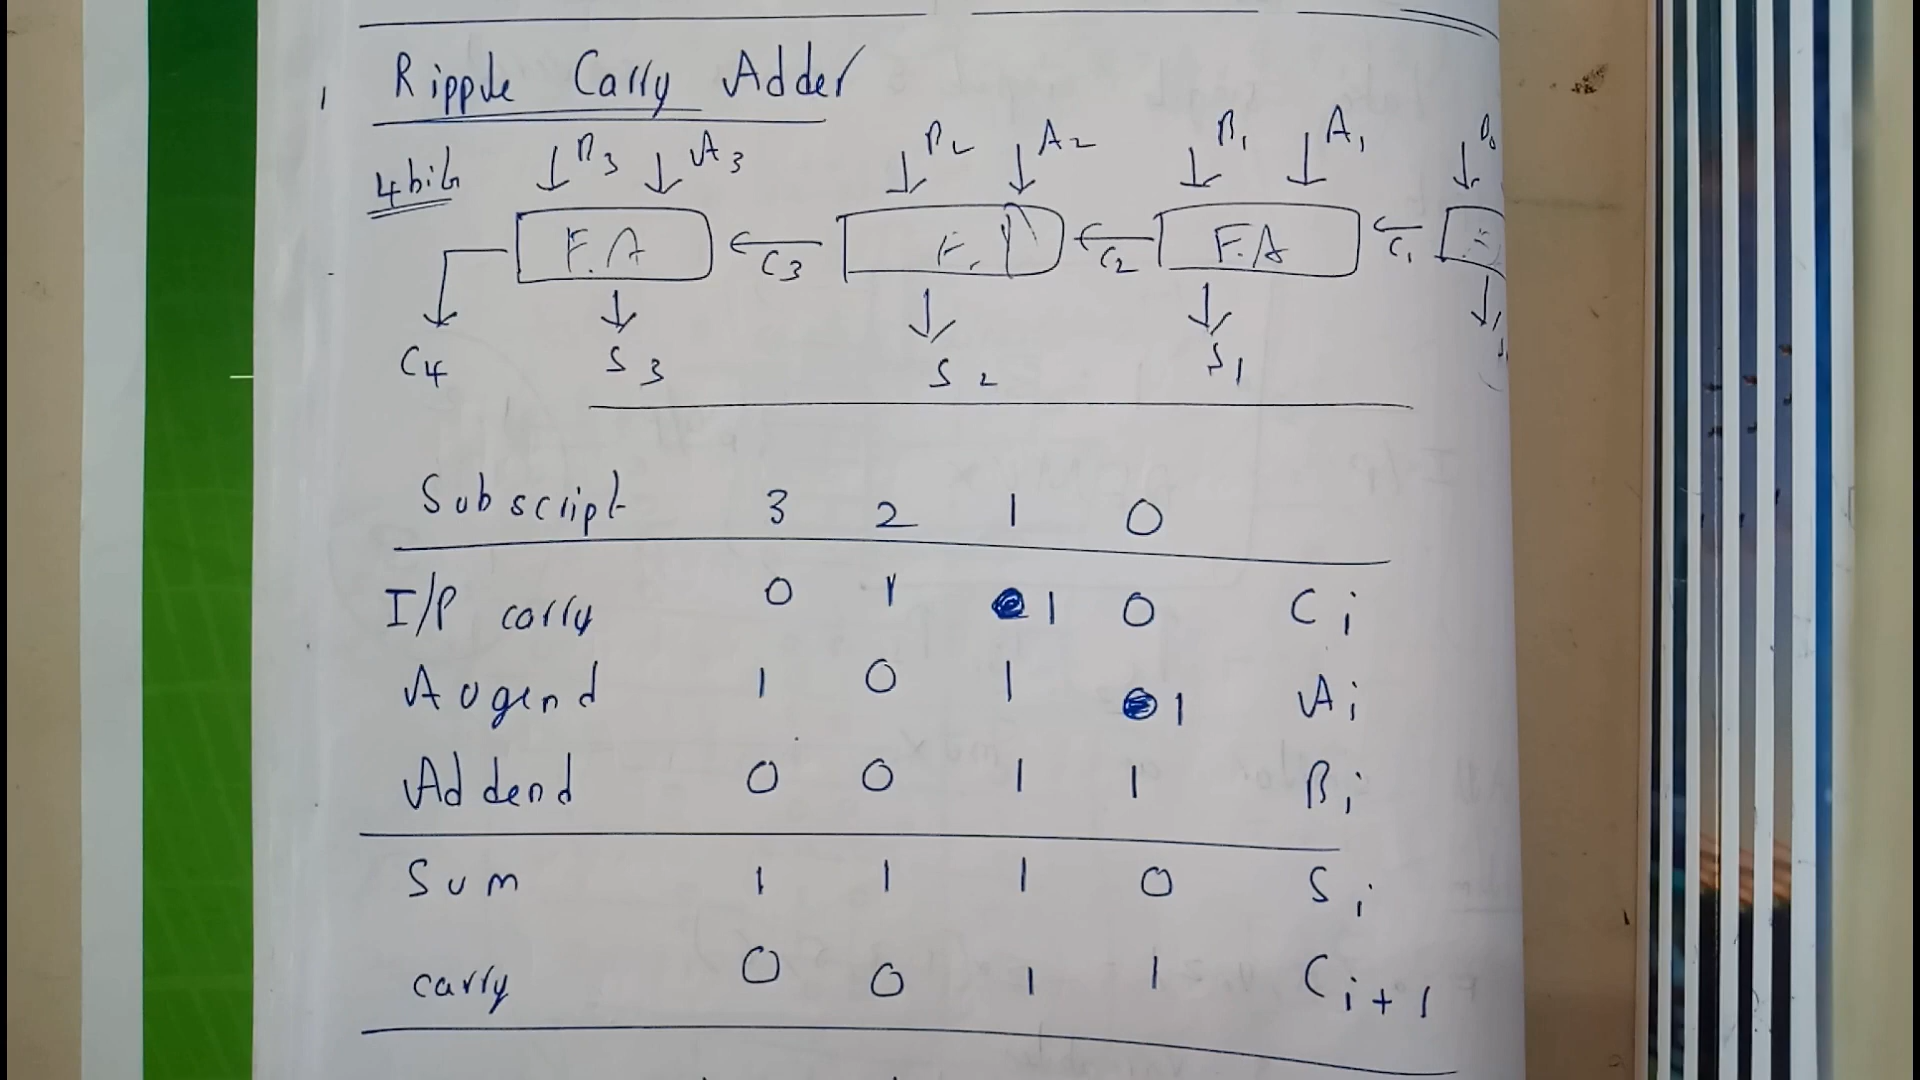 Ripple Carry Adder
4 bit B3 A3 B2 A2 B1 A1 B0
F.A C3 F. C2 F.A C1
C4 S3 S2 S1
Subscript 3 2 1 0
I/P carry 0 1 1 0 Ci
Augend 1 0 1 1 Ai
Addend 0 0 1 1 Bi
Sum 1 1 1 0 Si
carry 0 0 1 1 Ci+1